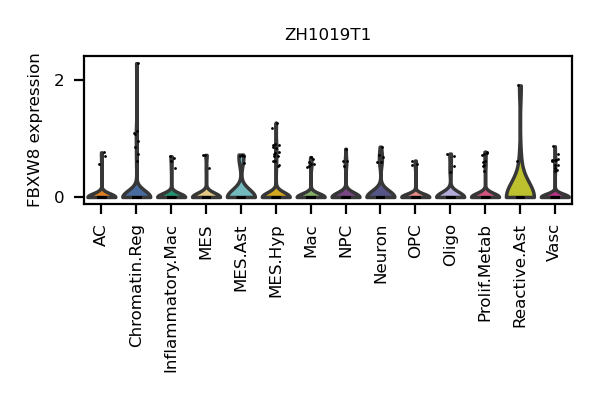 ZH1019T1
FBXW8 expression
2
0
AC
Chromatin.Reg
Inflammatory.Mac
MES
MES.Ast
MES.Hyp
Mac
NPC
Neuron
OPC
Oligo
Prolif.Metab
Reactive.Ast
Vasc